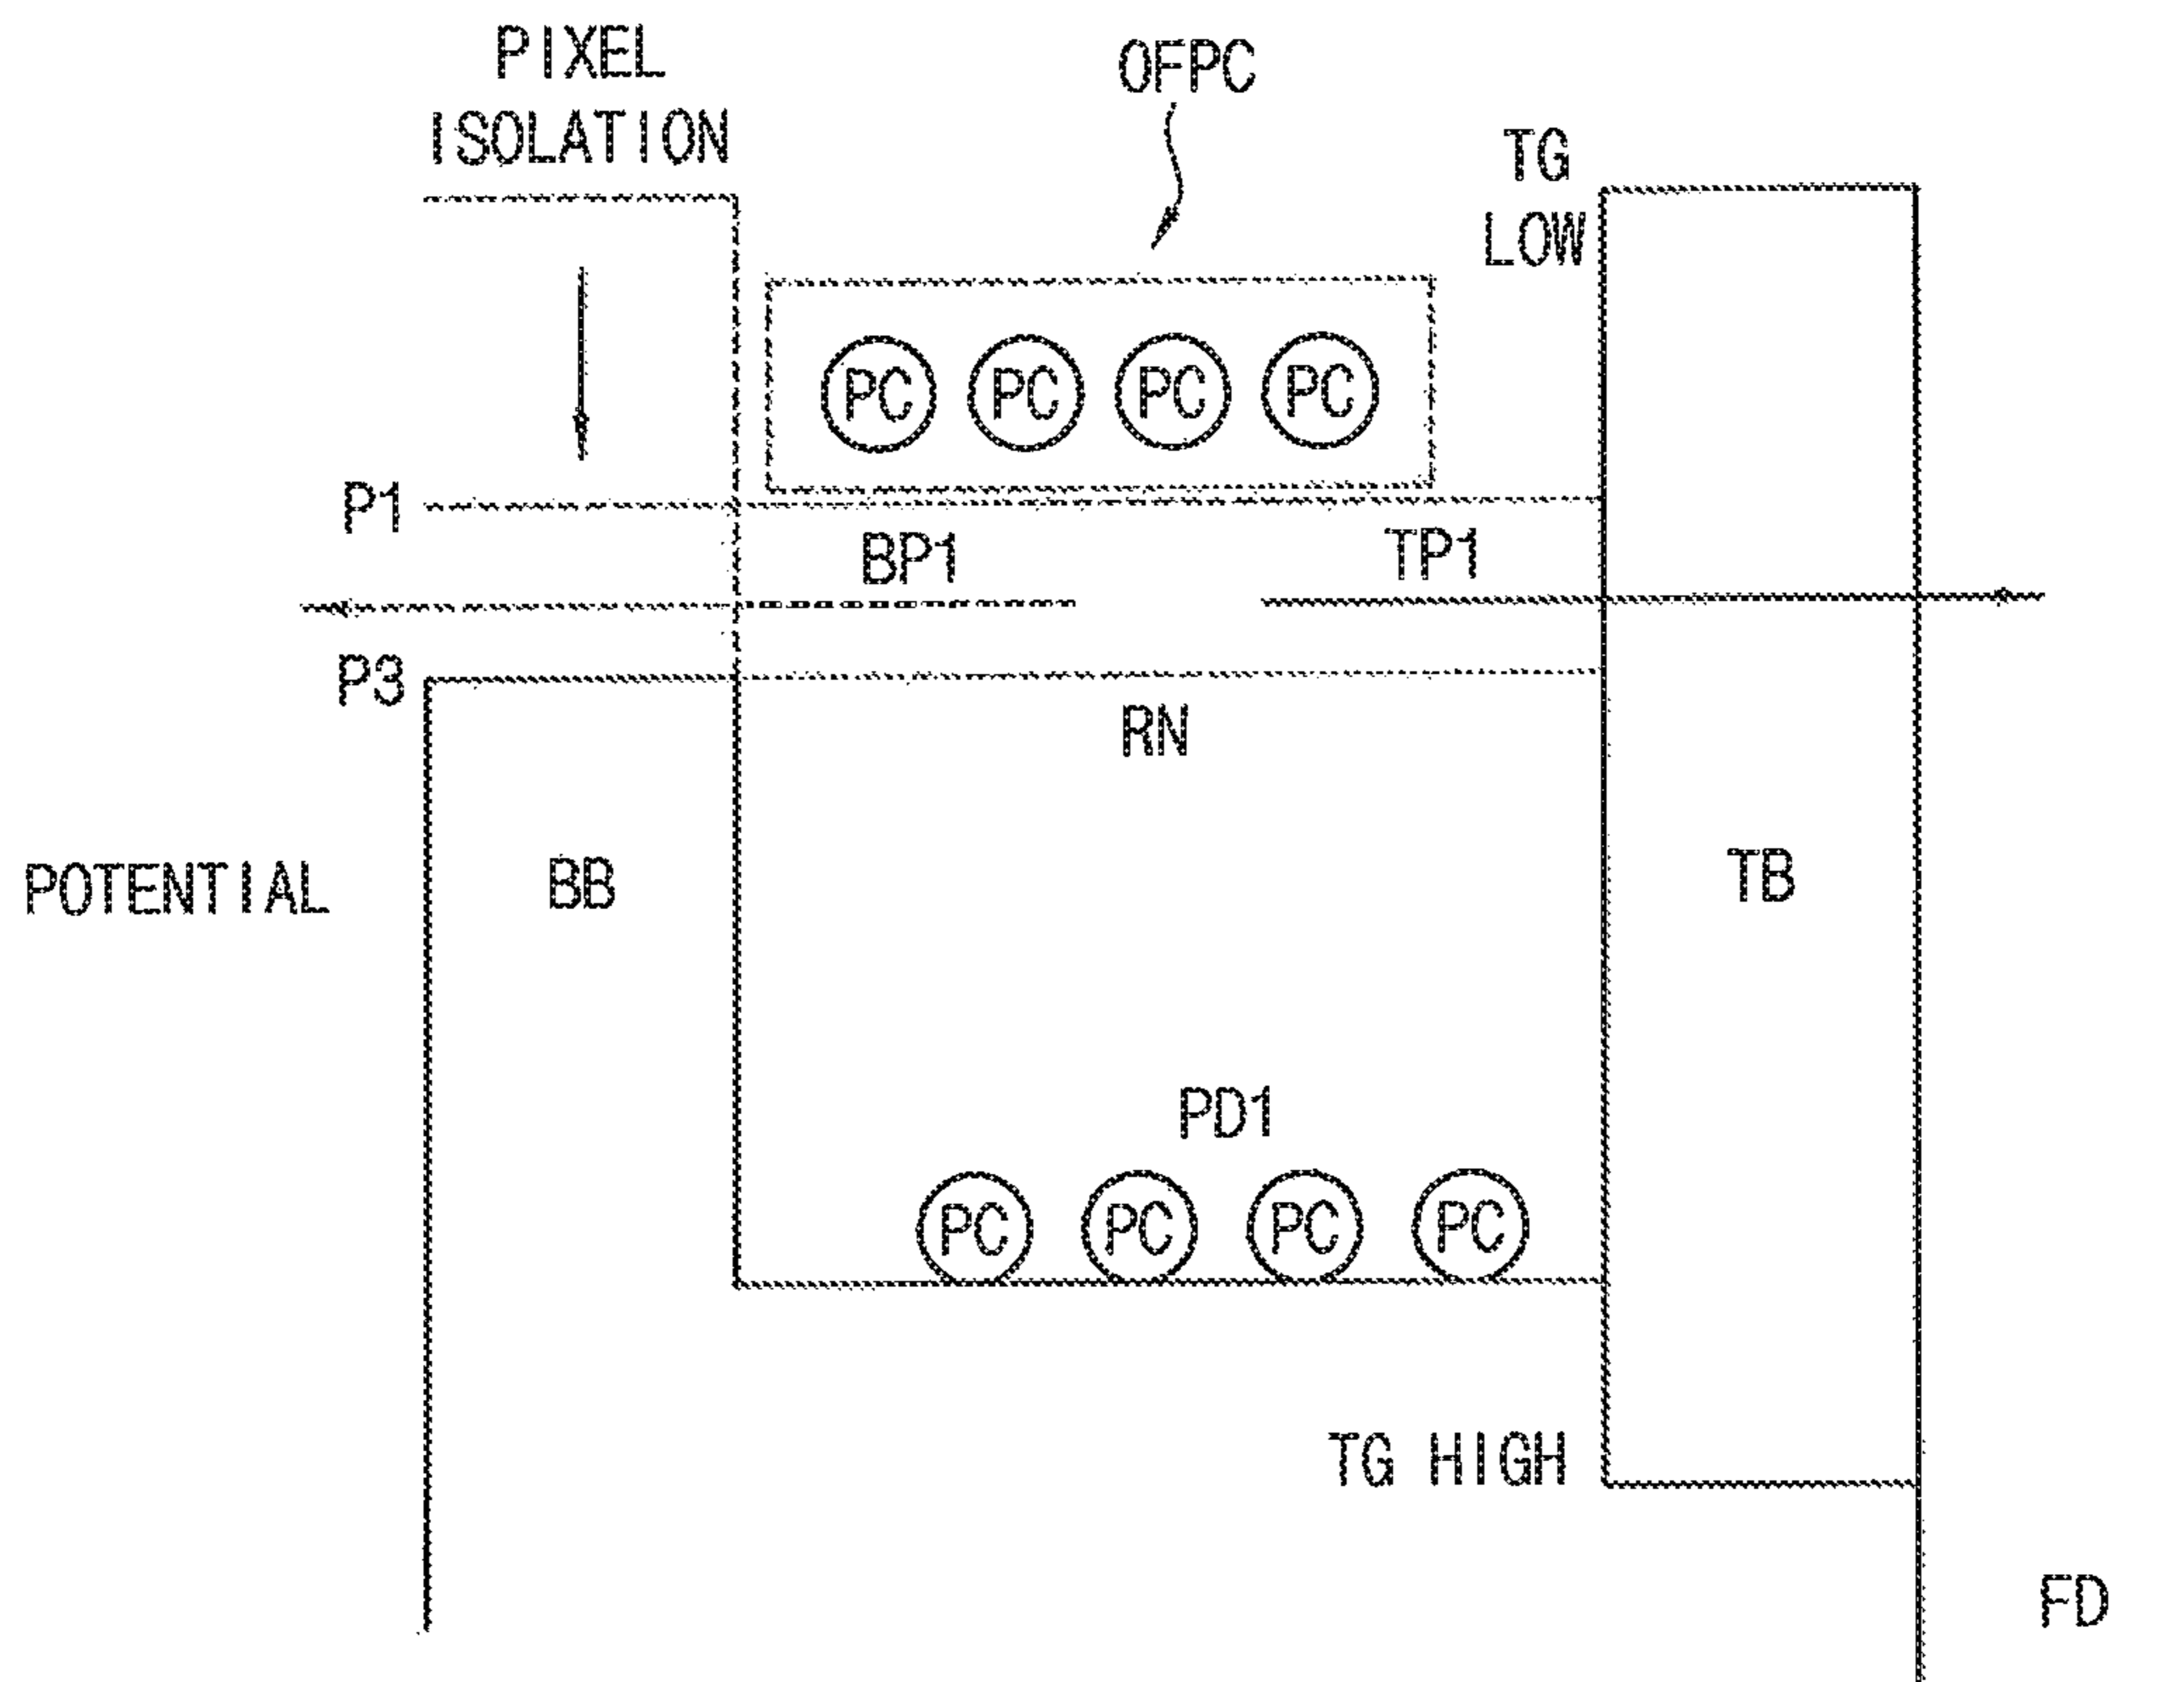 PIXEL
ISOLATION
OFPC
TG
LOW
PC PC PC PC
P1
BP1 TP1
P3
RN
POTENTIAL
BB
TB
PD1
PC PC PC PC
TG HIGH
FD